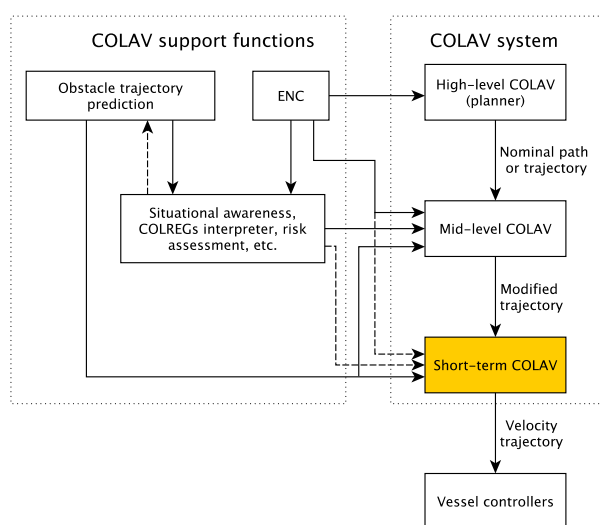 COLAV support functions
COLAV system
Obstacle trajectory
prediction
ENC
High-level COLAV
(planner)
Nominal path
or trajectory
Situational awareness,
COLREGs interpreter, risk
assessment, etc.
Mid-level COLAV
Modified
trajectory
Short-term COLAV
Velocity
trajectory
Vessel controllers